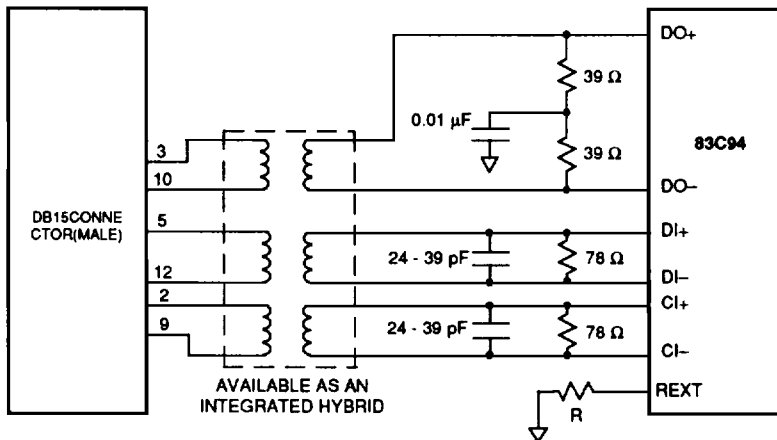 DO+
39 Ω
0.01 µF
83C94
3
39 Ω
10
DO–
DB15CONNE
CTOR(MALE)
5
DI+
24 - 39 pF
78 Ω
12
DI–
2
CI+
9
24 - 39 pF
78 Ω
CI–
AVAILABLE AS AN
INTEGRATED HYBRID
REXT
R